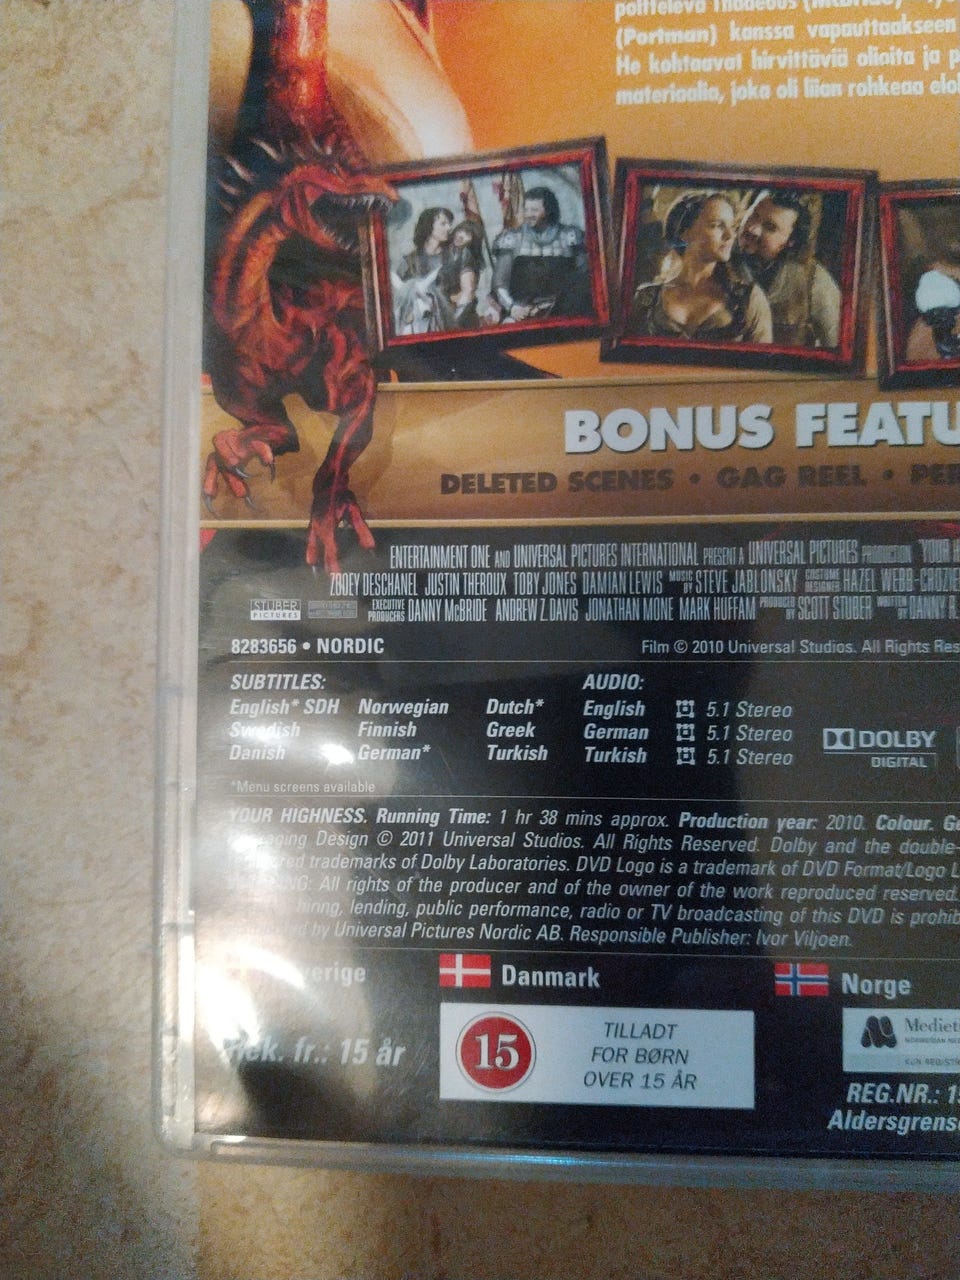 (Portman) kanssa vapauttaakseen
He kohtaavat hirvittäviä olioita ja
materiaalia, joka oli liian rohkeaa
BONUS FEATU
DELETED SCENES • GAG REEL • PER
ENTERTAINMENT ONE AND UNIVERSAL PICTURES INTERNATIONAL PRESENT A UNIVERSAL PICTURES PRODUCTION "YOUR
ZOOEY DESCHANEL JUSTIN THEROUX TOBY JONES DAMIAN LEWIS MUSIC BY STEVE JABLONSKY COSTUME DESIGNER HAZEL WEBB-CROZIE
STUBER PICTURES EXECUTIVE PRODUCERS DANNY McBRIDE ANDREW Z. DAVIS JONATHAN MONE MARK HUFFAM PRODUCED BY SCOTT STUBER WRITTEN BY DANNY R.
8283656 • NORDIC
Film © 2010 Universal Studios. All Rights Res
SUBTITLES:
English* SDH Norwegian Dutch*
Swedish Finnish Greek
Danish German* Turkish
AUDIO:
English 5.1 Stereo
German 5.1 Stereo
Turkish 5.1 Stereo
DOLBY
DIGITAL
*Menu screens available
YOUR HIGHNESS. Running Time: 1 hr 38 mins approx. Production year: 2010. Colour. Ge
Design © 2011 Universal Studios. All Rights Reserved. Dolby and the double-
trademarks of Dolby Laboratories. DVD Logo is a trademark of DVD Format/Logo L
All rights of the producer and of the owner of the work reproduced reserved.
hiring, lending, public performance, radio or TV broadcasting of this DVD is prohib
by Universal Pictures Nordic AB. Responsible Publisher: Ivor Viljoen.
verige
Danmark
Norge
fr.: 15 år
15
TILLADT
FOR BØRN
OVER 15 ÅR
Medieti
REG.NR.: 1
Aldersgrens